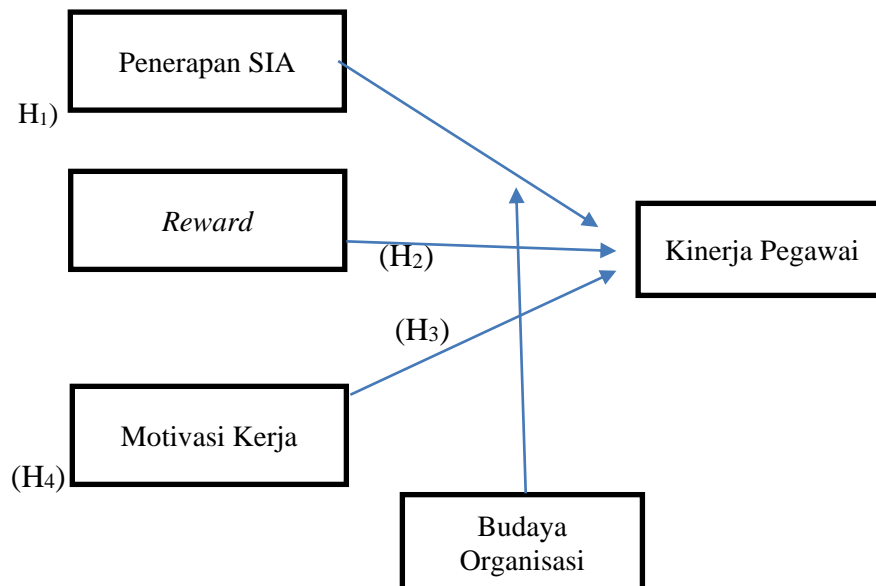 Penerapan SIA
H1)
Reward
(H2)
Kinerja Pegawai
(H3)
Motivasi Kerja
(H4)
Budaya
Organisasi